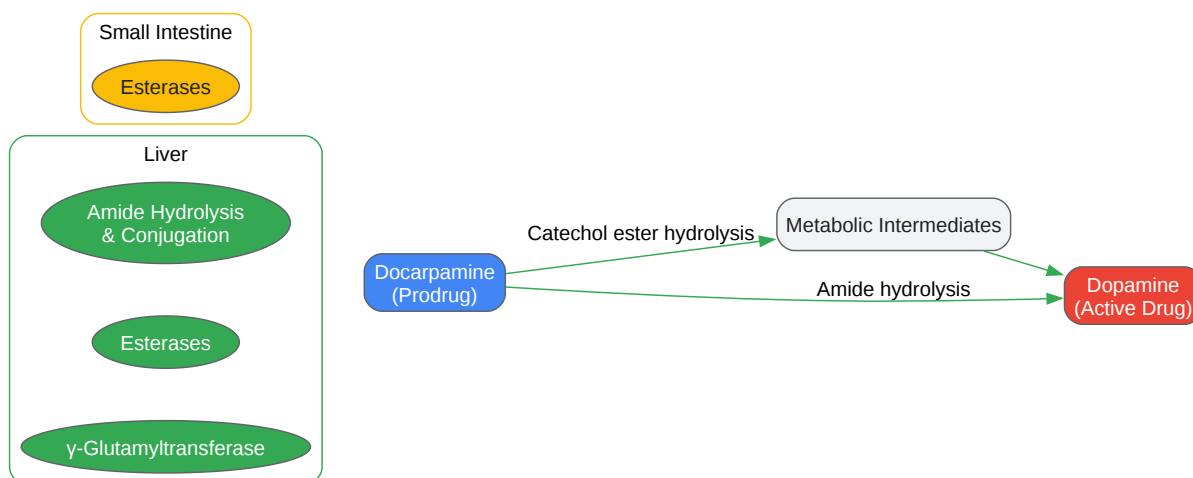 Small Intestine
Esterases
Liver
Amide Hydrolysis
& Conjugation
Esterases
γ-Glutamyltransferase
Docarpamine
(Prodrug)
Catechol ester hydrolysis
Amide hydrolysis
Metabolic Intermediates
Dopamine
(Active Drug)